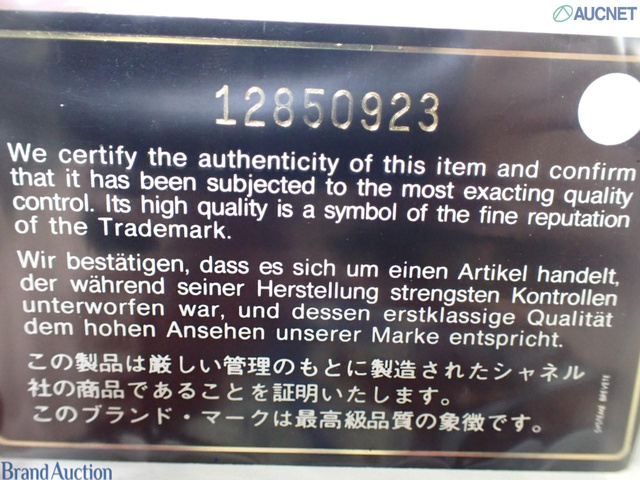 AUCNET
12850923
We certify the authenticity of this item and confirm
that it has been subjected to the most exacting quality
control. Its high quality is a symbol of the fine reputation
of the Trademark.
Wir bestätigen, dass es sich um einen Artikel handelt,
der während seiner Herstellung strengsten Kontrollen
unterworfen war, und dessen erstklassige Qualität
dem hohen Ansehen unserer Marke entspricht.
この製品は厳しい管理のもとに製造されたシャネル
社の商品であることを証明いたします。
このブランド・マークは最高級品質の象徴です。
SYSTEME BREVETE
Brand Auction